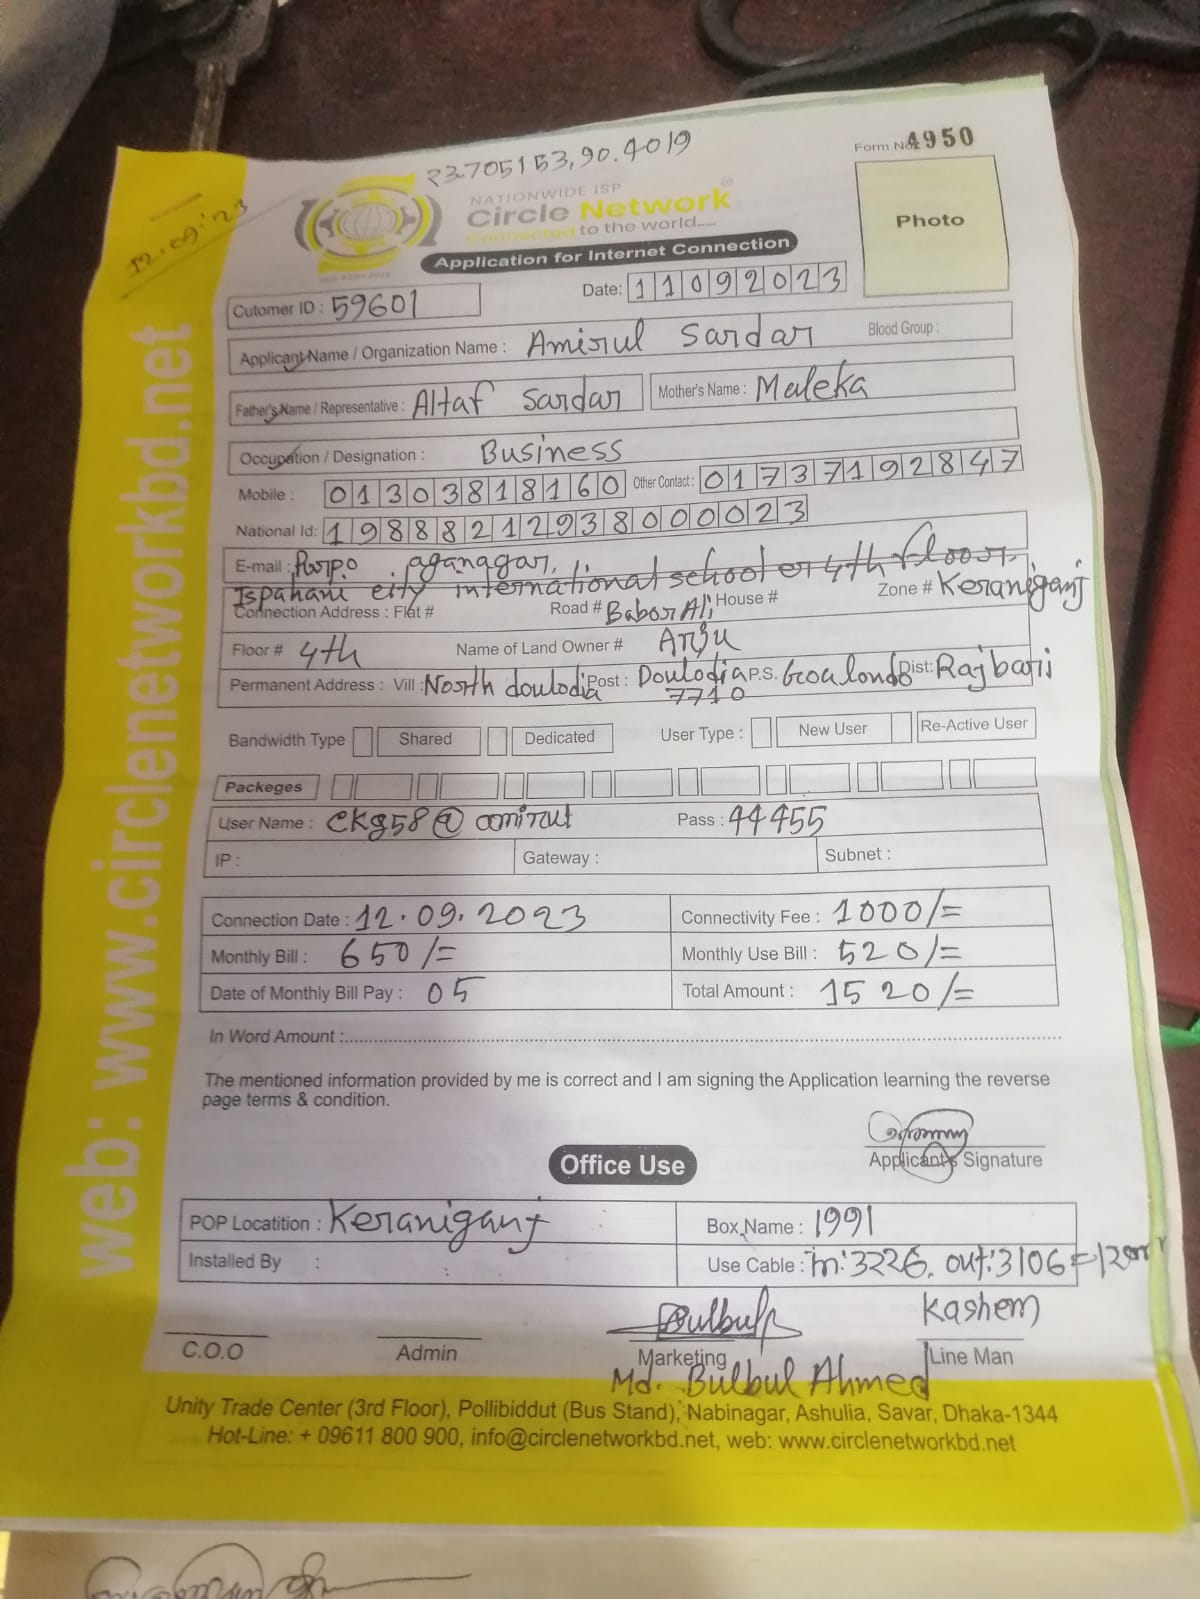 23.705153,90.4019
Form No. 4950
12.09.'23
NATIONWIDE ISP
Circle Network
Connected to the world.....
Photo
Application for Internet Connection
Date: 11092023
Cutomer ID : 59601
Applicant Name / Organization Name : Amirul Sardar Blood Group :
Father's Name / Representative : Altaf Sardar Mother's Name : Maleka
Occupation / Designation : Business
Mobile : 01303818160 Other Contact : 01737192847
National Id: 19888212938000023
E-mail : aganagar,
Ispahani city international school er 4th floor.
Connection Address : Flat # Road # Babor Ali House # Zone # Keraniganj
Floor # 4th Name of Land Owner # Anju
Permanent Address : Vill : North doulodia Post : Doulodia P.S. Goalondo Dist: Rajbari
7710
Bandwidth Type Shared Dedicated User Type : New User Re-Active User
Packeges
User Name : ckg58@amirul Pass : 44455
IP : Gateway : Subnet :
Connection Date : 12.09.2023 Connectivity Fee : 1000/=
Monthly Bill : 650/= Monthly Use Bill : 520/=
Date of Monthly Bill Pay : 05 Total Amount : 1520/=
In Word Amount :
The mentioned information provided by me is correct and I am signing the Application learning the reverse
page terms & condition.
Applicant's Signature
Office Use
POP Locatition : Keraniganj Box Name : 1991
Installed By : Use Cable : In: 3226, out: 3106 = 120m
Bulbul Kashem
C.O.O Admin Marketing Line Man
Md. Bulbul Ahmed
Unity Trade Center (3rd Floor), Pollibiddut (Bus Stand), Nabinagar, Ashulia, Savar, Dhaka-1344
Hot-Line: + 09611 800 900, info@circlenetworkbd.net, web: www.circlenetworkbd.net
web: www.circlenetworkbd.net